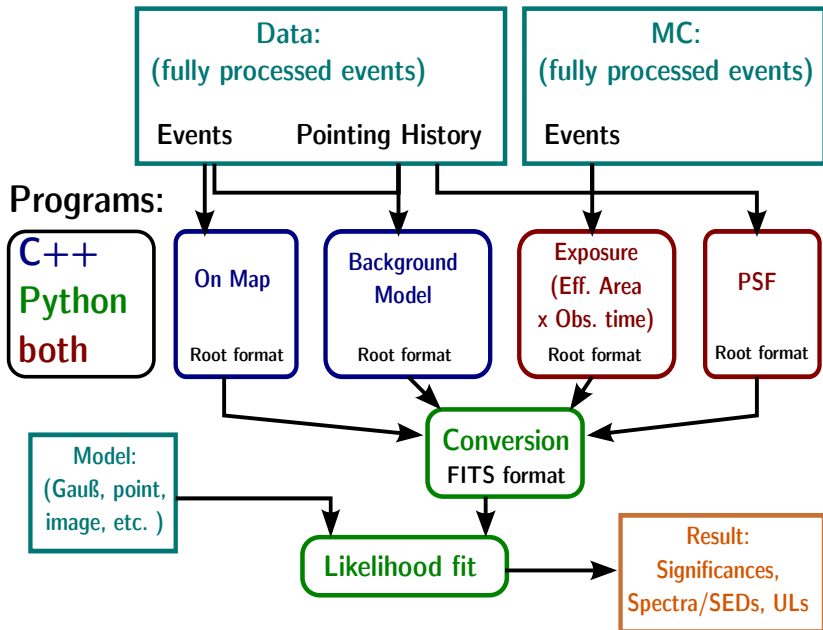 Data:
(fully processed events)
Events
Pointing History
MC:
(fully processed events)
Events
Programs:
C++
Python
both
On Map
Root format
Background
Model
Root format
Exposure
(Eff. Area
x Obs. time)
Root format
PSF
Root format
Conversion
FITS format
Model:
(Gauß, point,
image, etc. )
Likelihood fit
Result:
Significances,
Spectra/SEDs, ULs